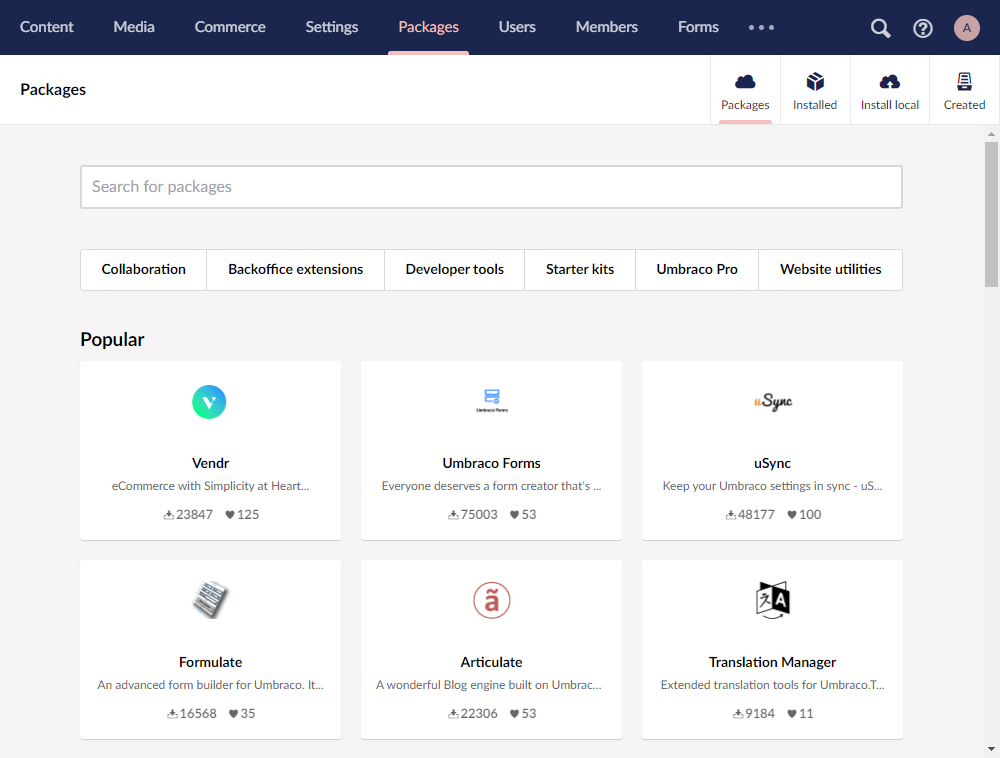 Content Media Commerce Settings Packages Users Members Forms A
Packages
Packages Installed Install local Created
Search for packages
Collaboration Backoffice extensions Developer tools Starter kits Umbraco Pro Website utilities
Popular
v
Umbraco Forms
uSync
Vendr
eCommerce with Simplicity at Heart...
23847 125
Umbraco Forms
Everyone deserves a form creator that's ...
75003 53
uSync
Keep your Umbraco settings in sync - uS...
48177 100
ã
A
Formulate
An advanced form builder for Umbraco. It...
16568 35
Articulate
A wonderful Blog engine built on Umbrac...
22306 53
Translation Manager
Extended translation tools for Umbraco.T...
9184 11